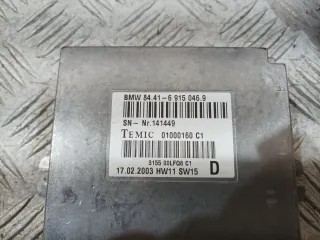 BMW 84.41-6 915 046.9
SN- Nr.141449
TEMIC 01000160 C1
5155 00LFG8 C1
17.02.2003 HW11 SW15 D